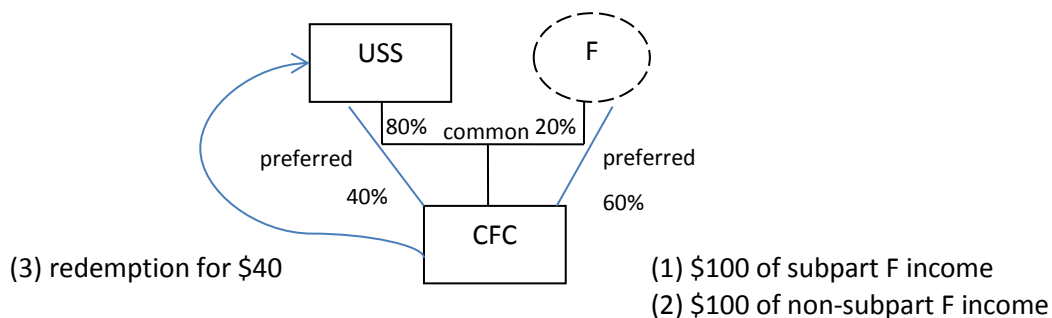 USS
F
80%
common
20%
preferred
40%
preferred
60%
CFC
(3) redemption for $40
(1) $100 of subpart F income
(2) $100 of non-subpart F income